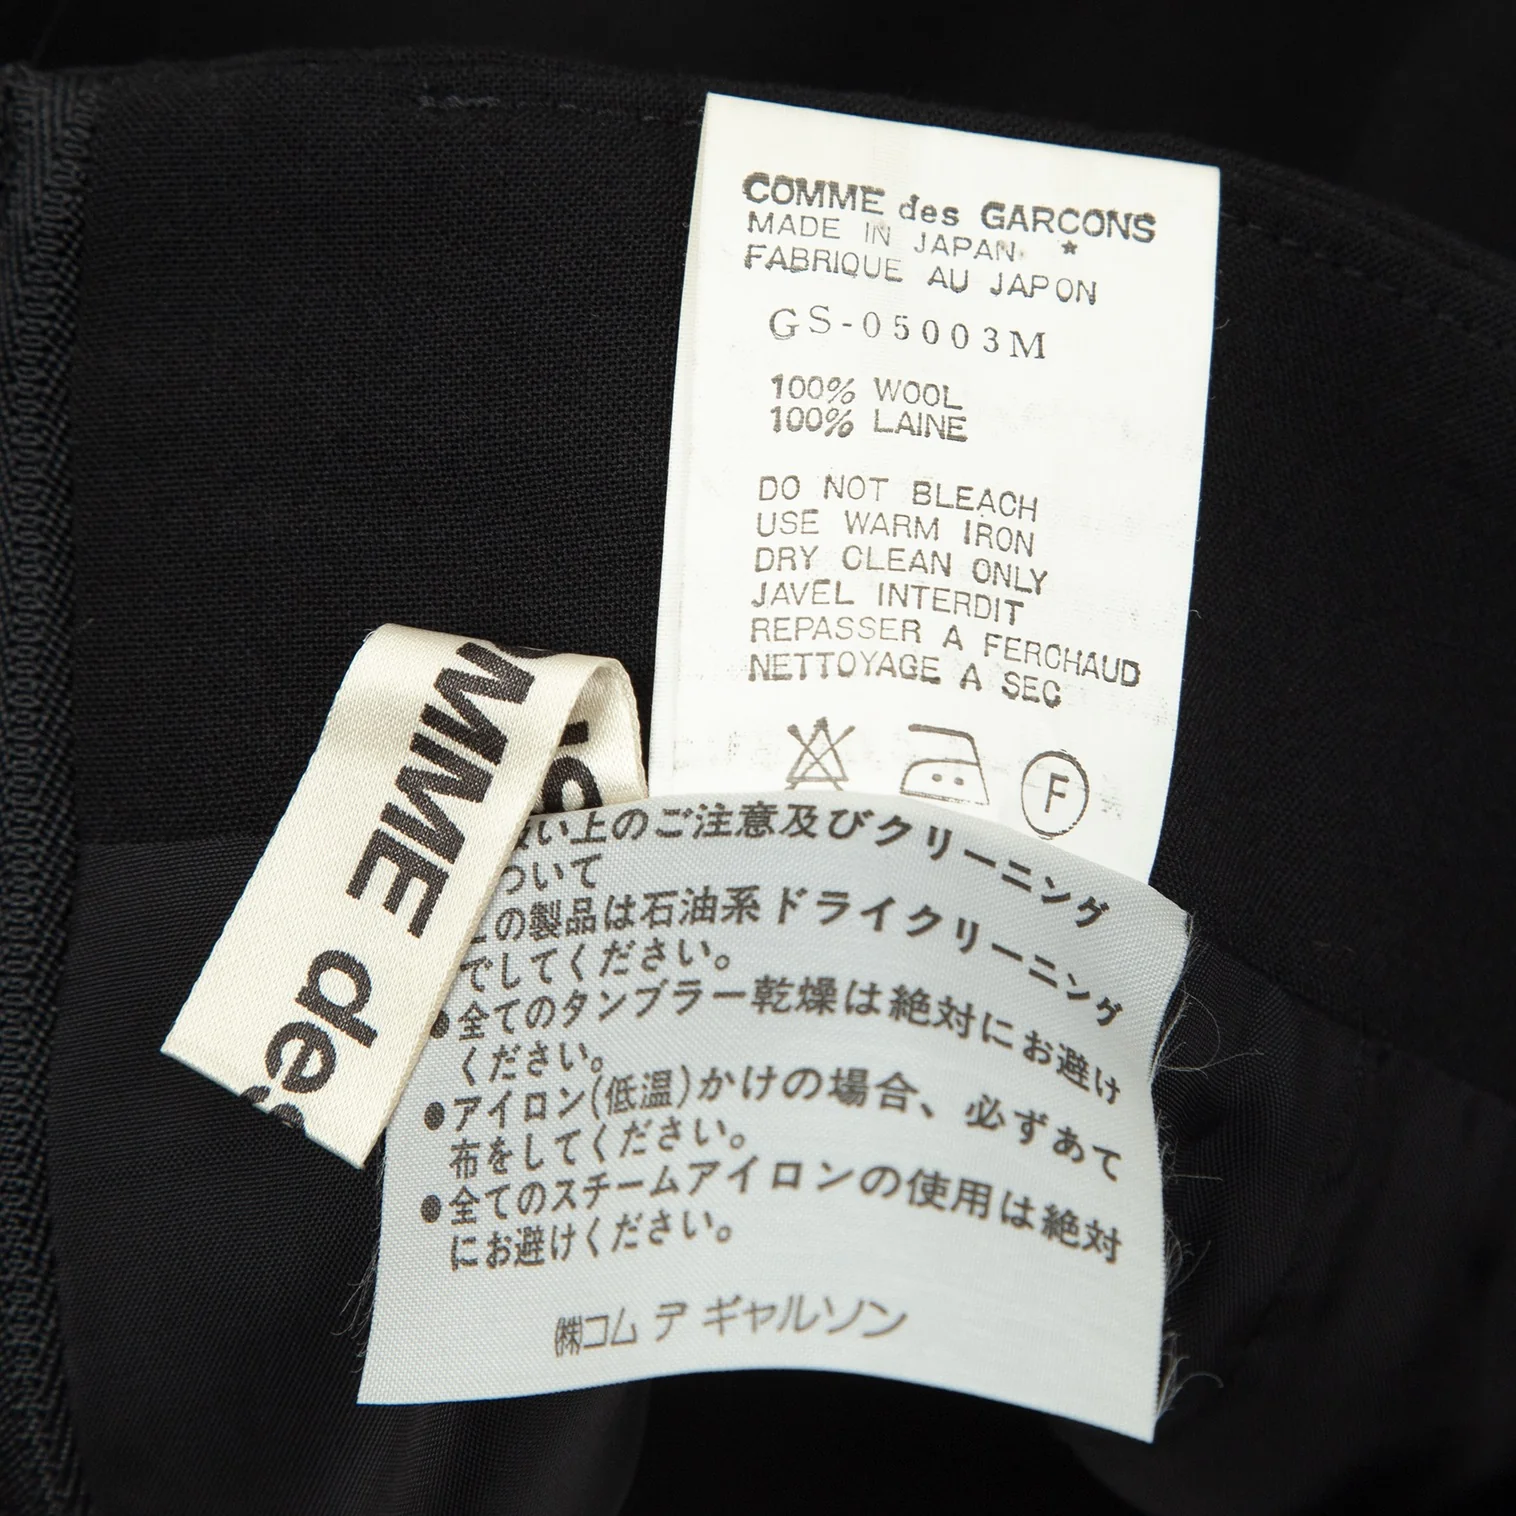 COMME des GARCONS
MADE IN JAPAN ★
FABRIQUE AU JAPON
GS-05003M
100% WOOL
100% LAINE
DO NOT BLEACH
USE WARM IRON
DRY CLEAN ONLY
JAVEL INTERDIT
REPASSER A FERCHAUD
NETTOYAGE A SEC
F
MME des
扱い上のご注意及びクリーニング
ついて
の製品は石油系ドライクリーニング
でしてください。
●全てのタンブラー乾燥は絶対にお避け
ください。
●アイロン(低温)かけの場合、必ずあて
布をしてください。
●全てのスチームアイロンの使用は絶対
にお避けください。
㈱コム デ ギャルソン